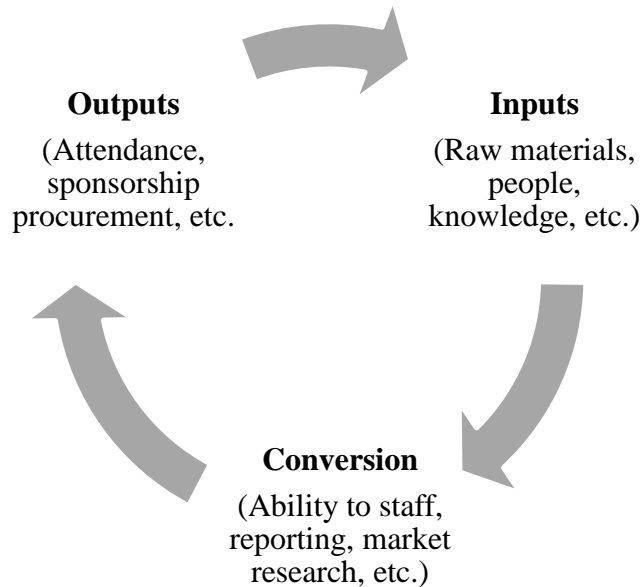 Outputs
(Attendance,
sponsorship
procurement, etc.
Inputs
(Raw materials,
people,
knowledge, etc.)
Conversion
(Ability to staff,
reporting, market
research, etc.)